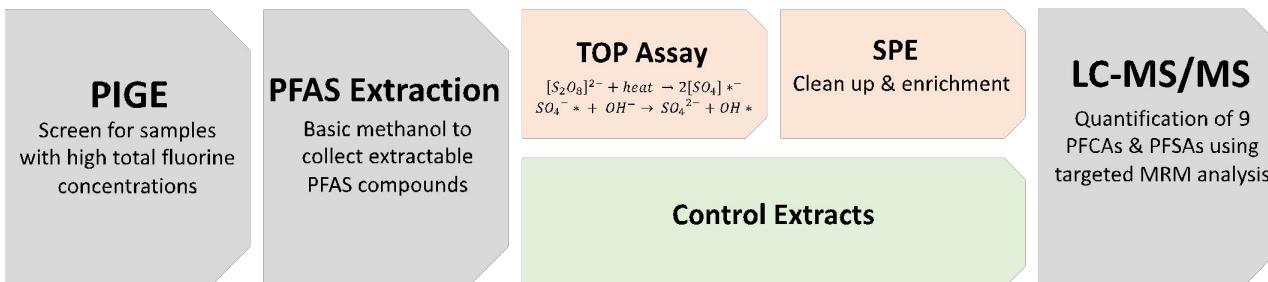 PIGE
Screen for samples
with high total fluorine
concentrations
PFAS Extraction
Basic methanol to
collect extractable
PFAS compounds
TOP Assay
[S₂O₈]²⁻ + heat → 2[SO₄] *⁻
SO₄⁻ * + OH⁻ → SO₄²⁻ + OH *
SPE
Clean up & enrichment
Control Extracts
LC-MS/MS
Quantification of 9
PFCAs & PFSAs using
targeted MRM analysis